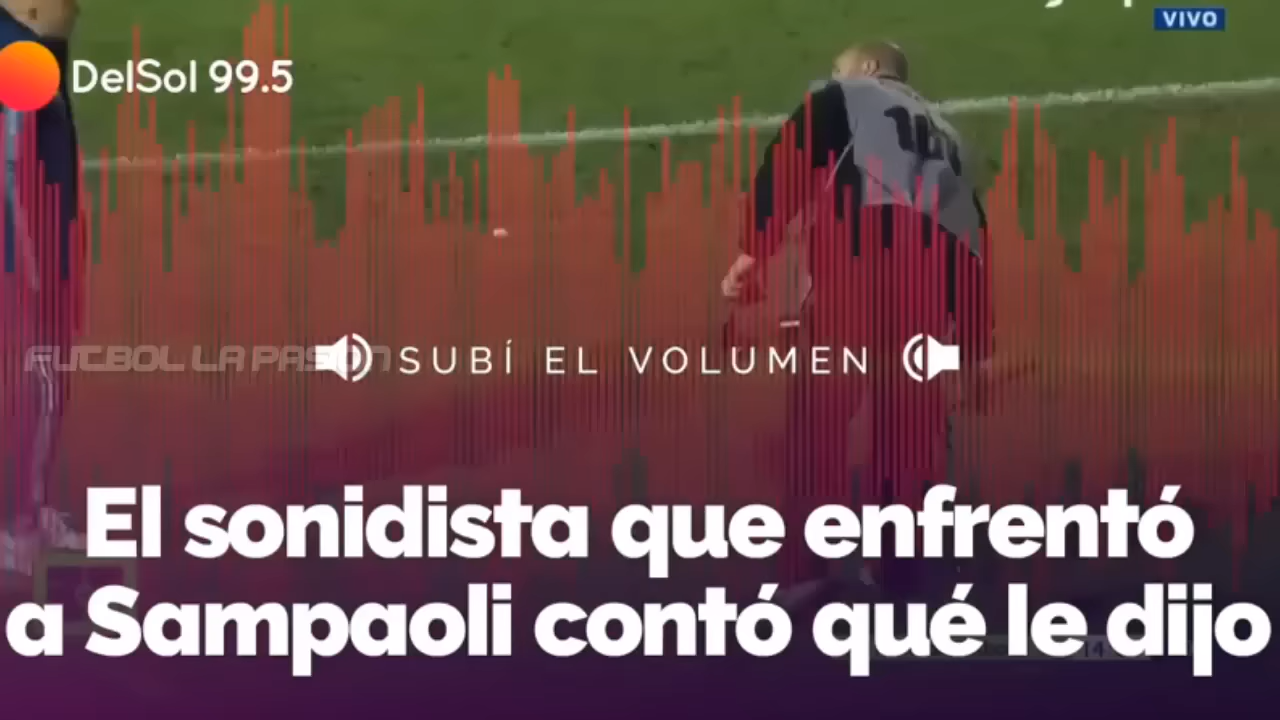 VIVO
DelSol 99.5
FUTBOL LA PASION
SUBÍ EL VOLUMEN
El sonidista que enfrentó
a Sampaoli contó qué le dijo
14